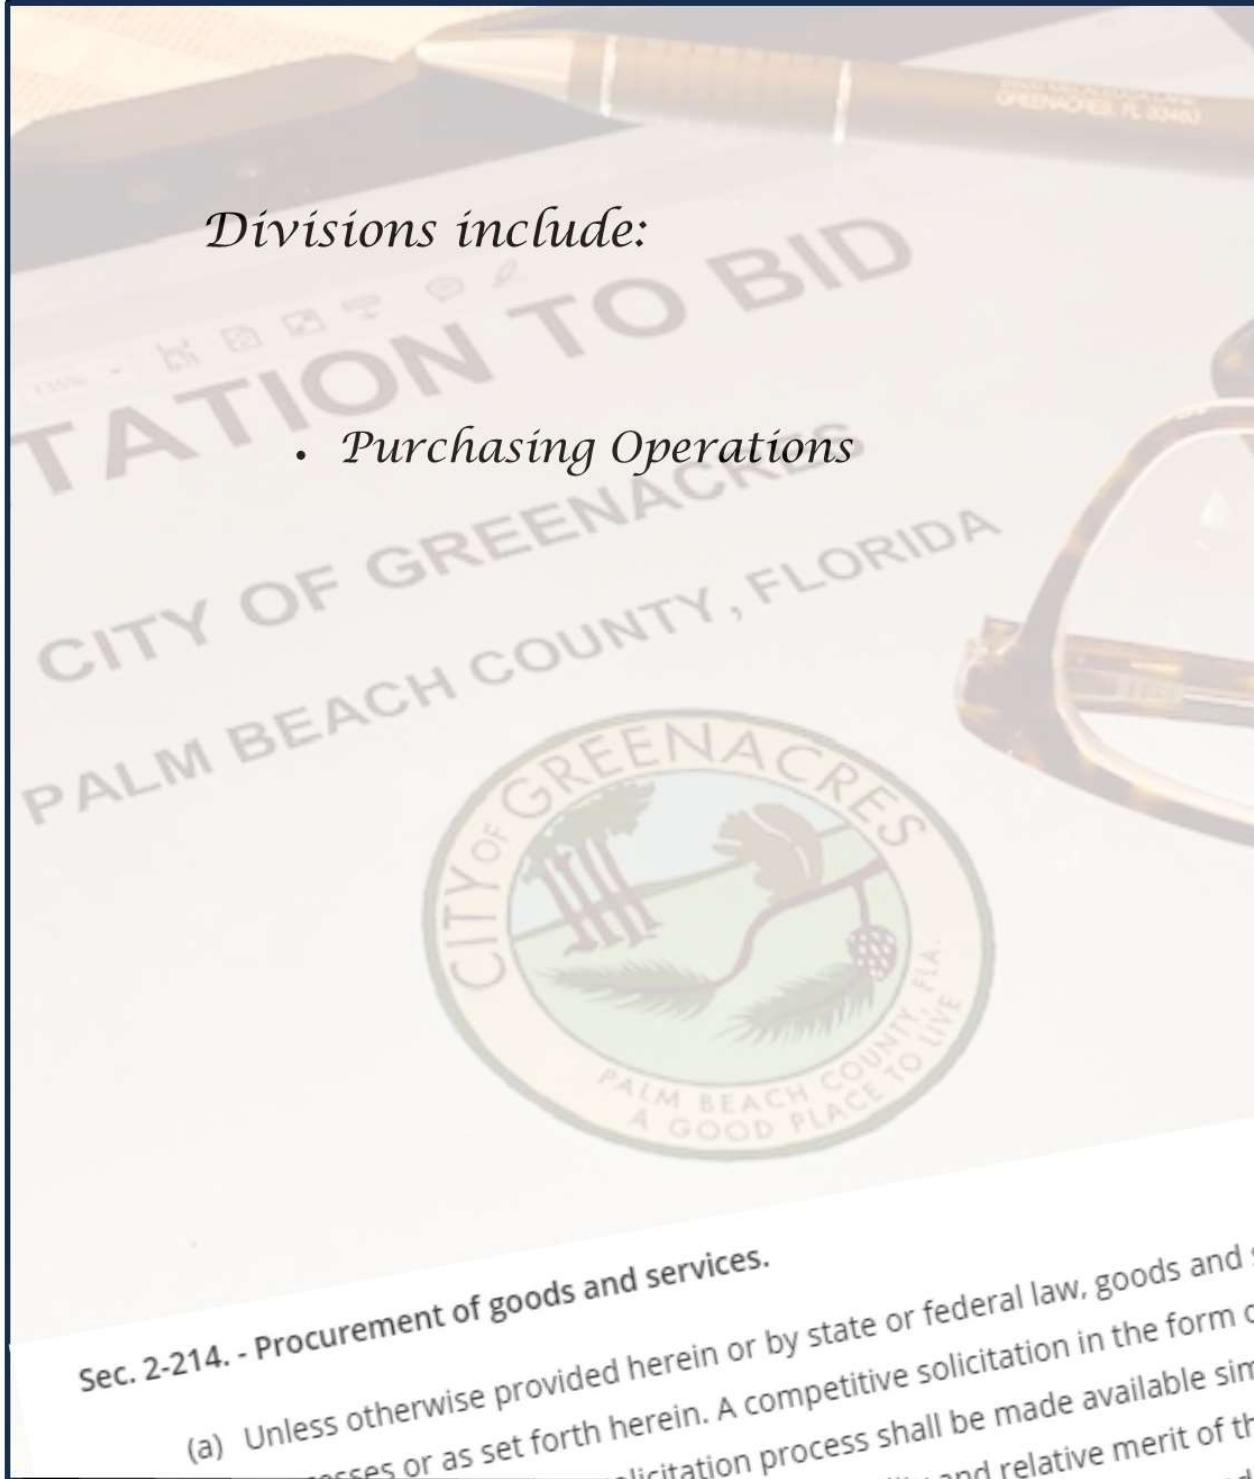 GREENACRES, FL 33463
Divisions include:
TATION TO BID
• Purchasing Operations
CITY OF GREENACRES
PALM BEACH COUNTY, FLORIDA
CITY OF GREENACRES
PALM BEACH COUNTY, FLA.
A GOOD PLACE TO LIVE
Sec. 2-214. - Procurement of goods and services.
(a) Unless otherwise provided herein or by state or federal law, goods and
or as set forth herein. A competitive solicitation in the form
process shall be made available
and relative merit of